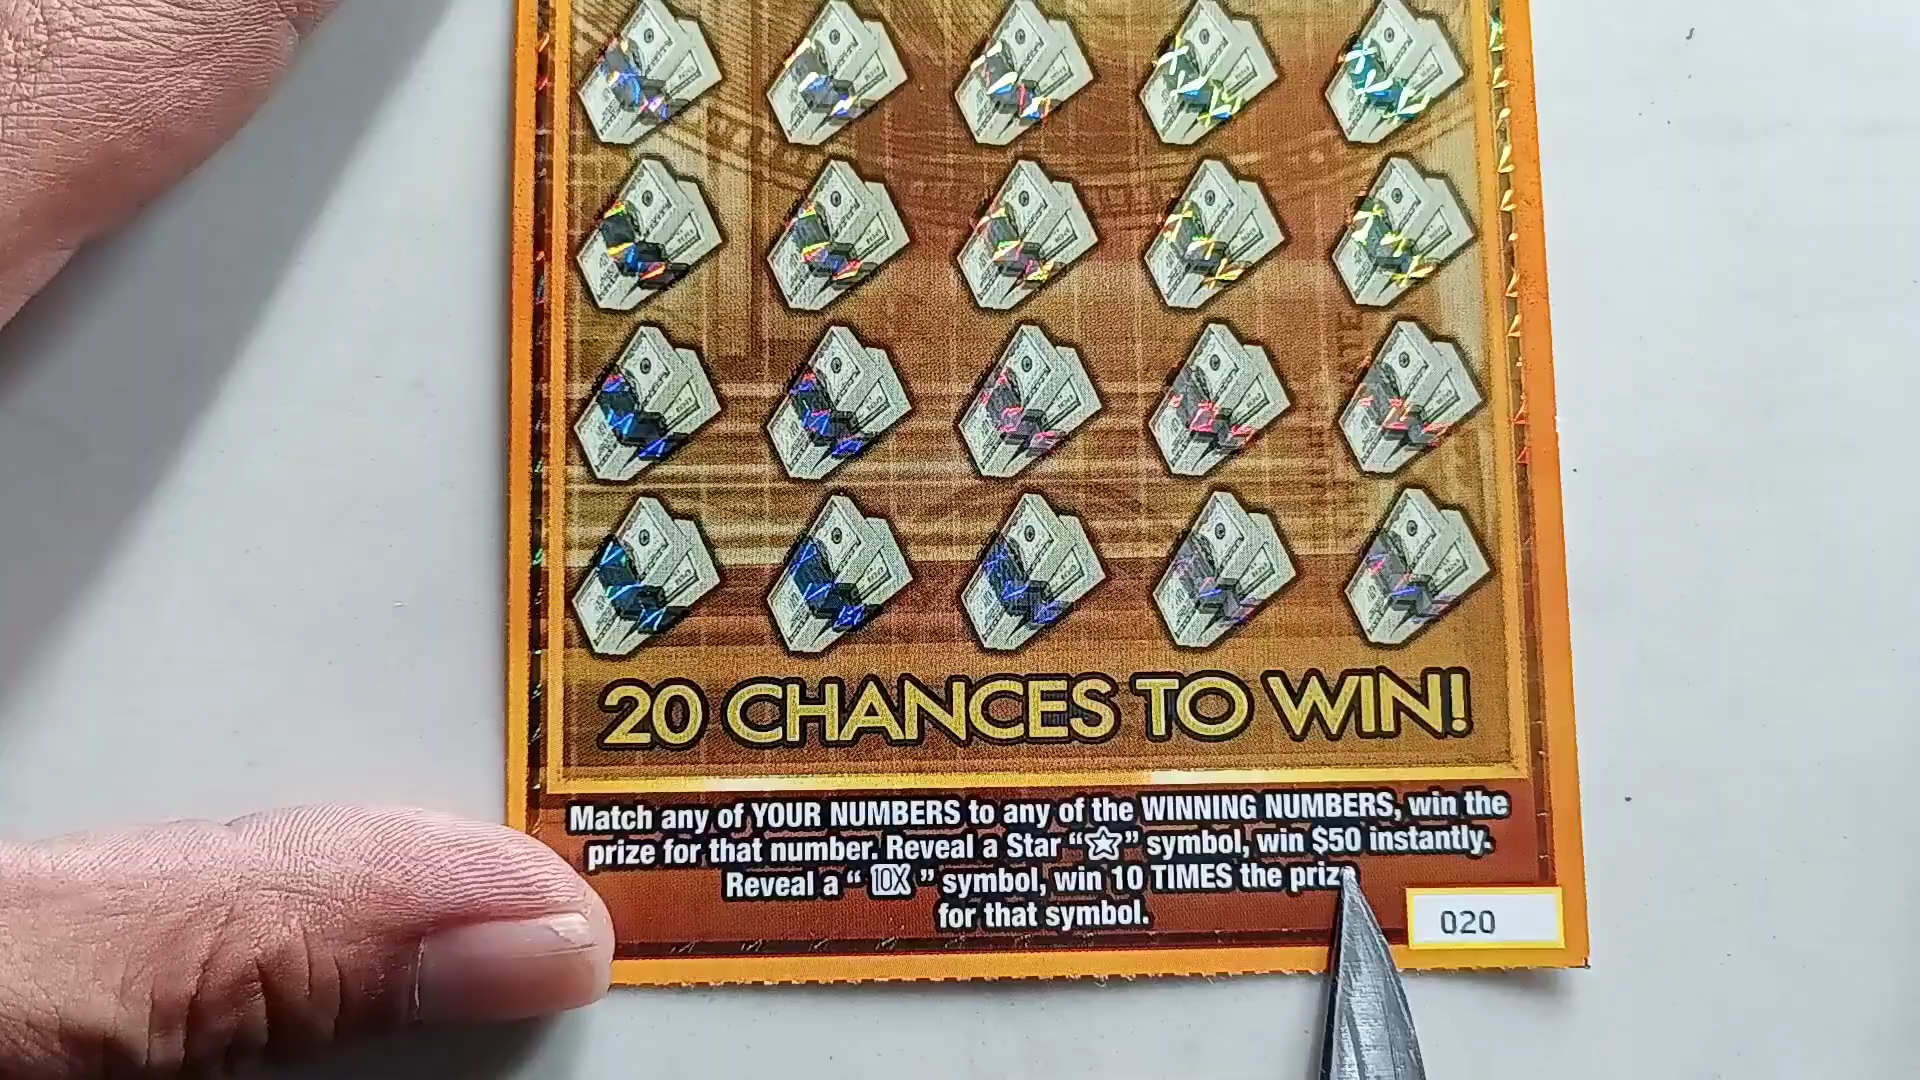 20 CHANCES TO WIN!
Match any of YOUR NUMBERS to any of the WINNING NUMBERS, win the
prize for that number. Reveal a Star “☆” symbol, win $50 instantly.
Reveal a “ 10X ” symbol, win 10 TIMES the
for that symbol.
020